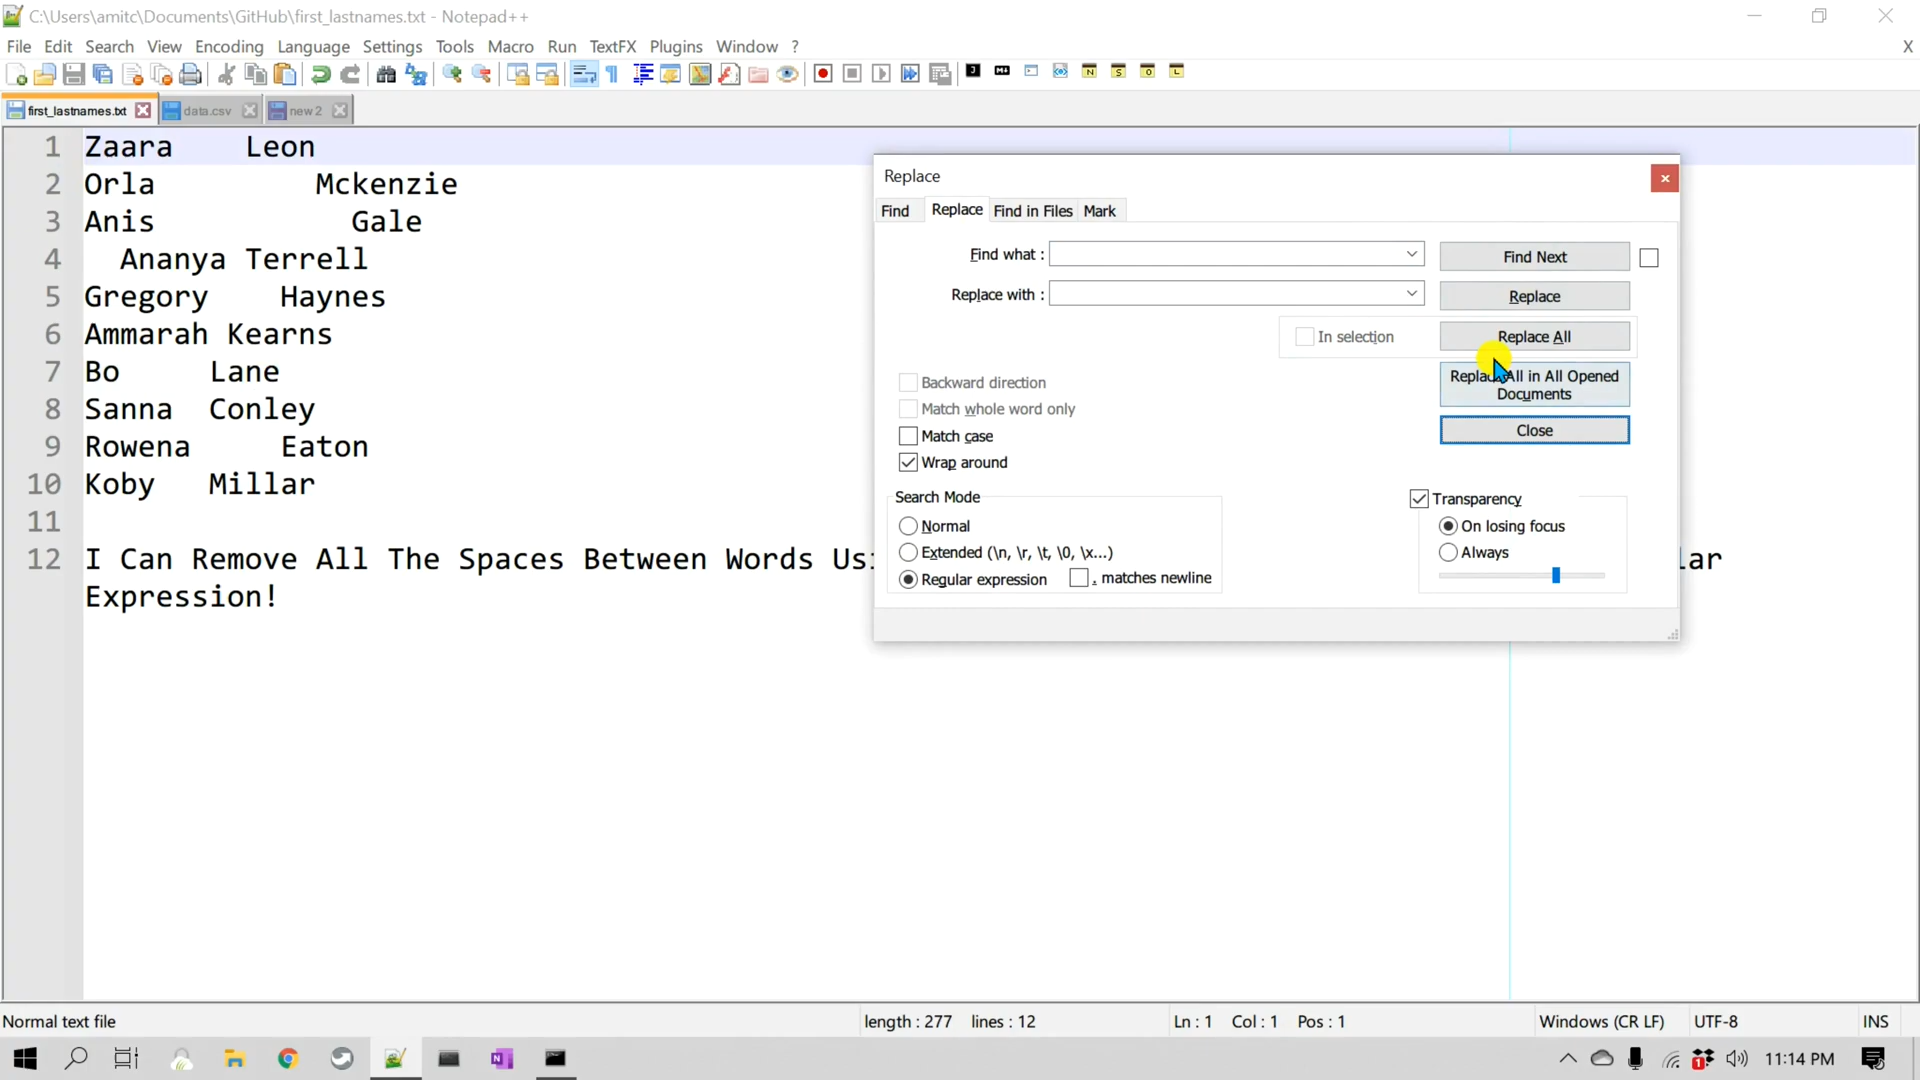 C:\Users\amitc\Documents\GitHub\first_lastnames.txt - Notepad++
File Edit Search View Encoding Language Settings Tools Macro Run TextFX Plugins Window ? X
first_lastnames.txt data.csv new 2
1 Zaara    Leon
2 Orla         Mckenzie
3 Anis           Gale
4   Ananya Terrell
5 Gregory    Haynes
6 Ammarah Kearns
7 Bo     Lane
8 Sanna  Conley
9 Rowena     Eaton
10 Koby   Millar
11
12 I Can Remove All The Spaces Between Words
Expression!
Replace
Find Replace Find in Files Mark
Find what : Find Next
Replace with : Replace
In selection Replace All
Replace All in All Opened
Documents
Close
Backward direction
Match whole word only
Match case
Wrap around
Search Mode
Normal
Extended (\n, \r, \t, \0, \x...)
Regular expression . matches newline
Transparency
On losing focus
Always
Normal text file length : 277 lines : 12 Ln : 1 Col : 1 Pos : 1 Windows (CR LF) UTF-8 INS
11:14 PM